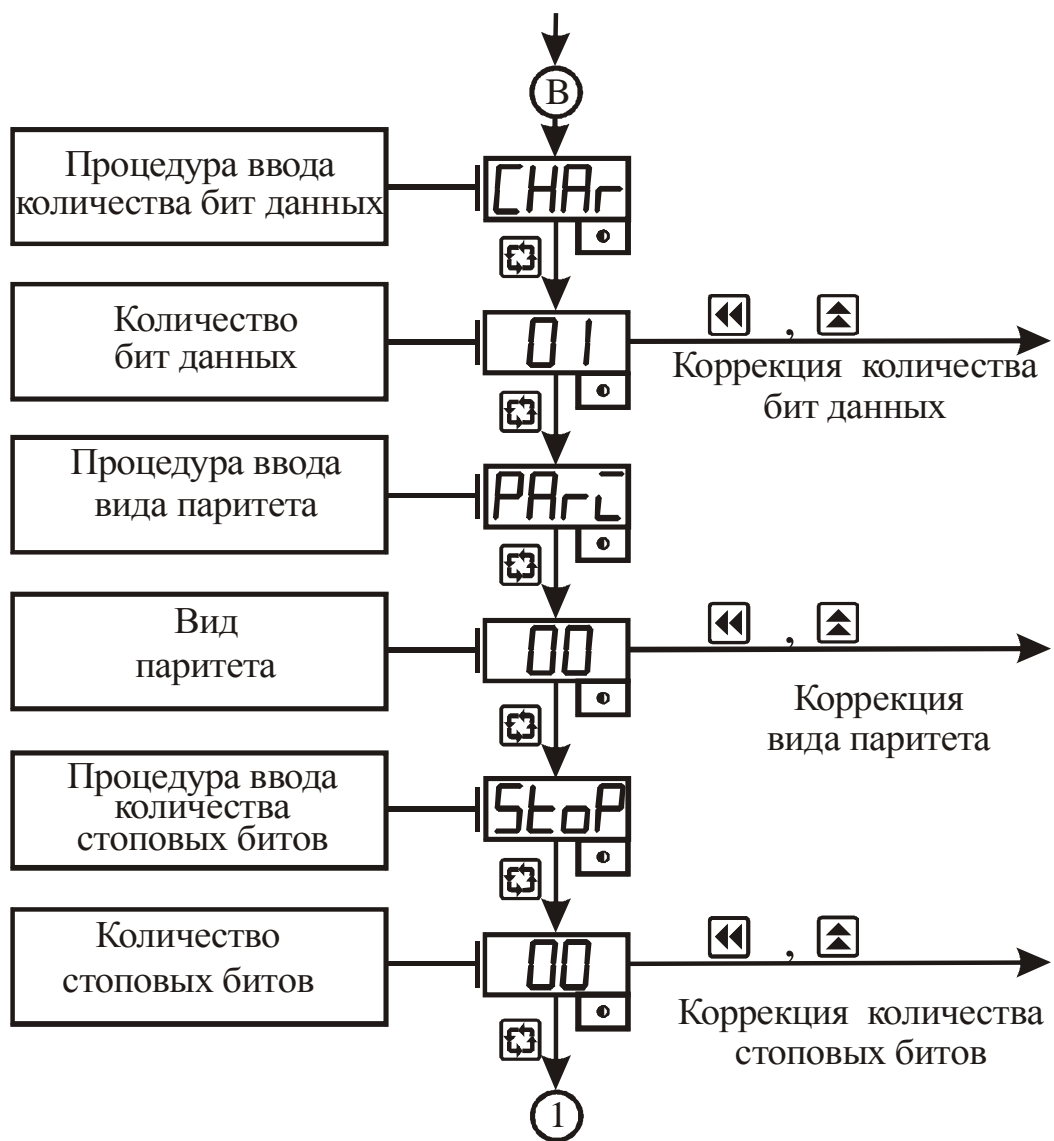 В
Процедура ввода
количества бит данных
CHAr
Количество
бит данных
01
,
Коррекция количества
бит данных
Процедура ввода
вида паритета
PAri
Вид
паритета
00
,
Коррекция
вида паритета
Процедура ввода
количества
стоповых битов
StoP
Количество
стоповых битов
00
,
Коррекция количества
стоповых битов
1